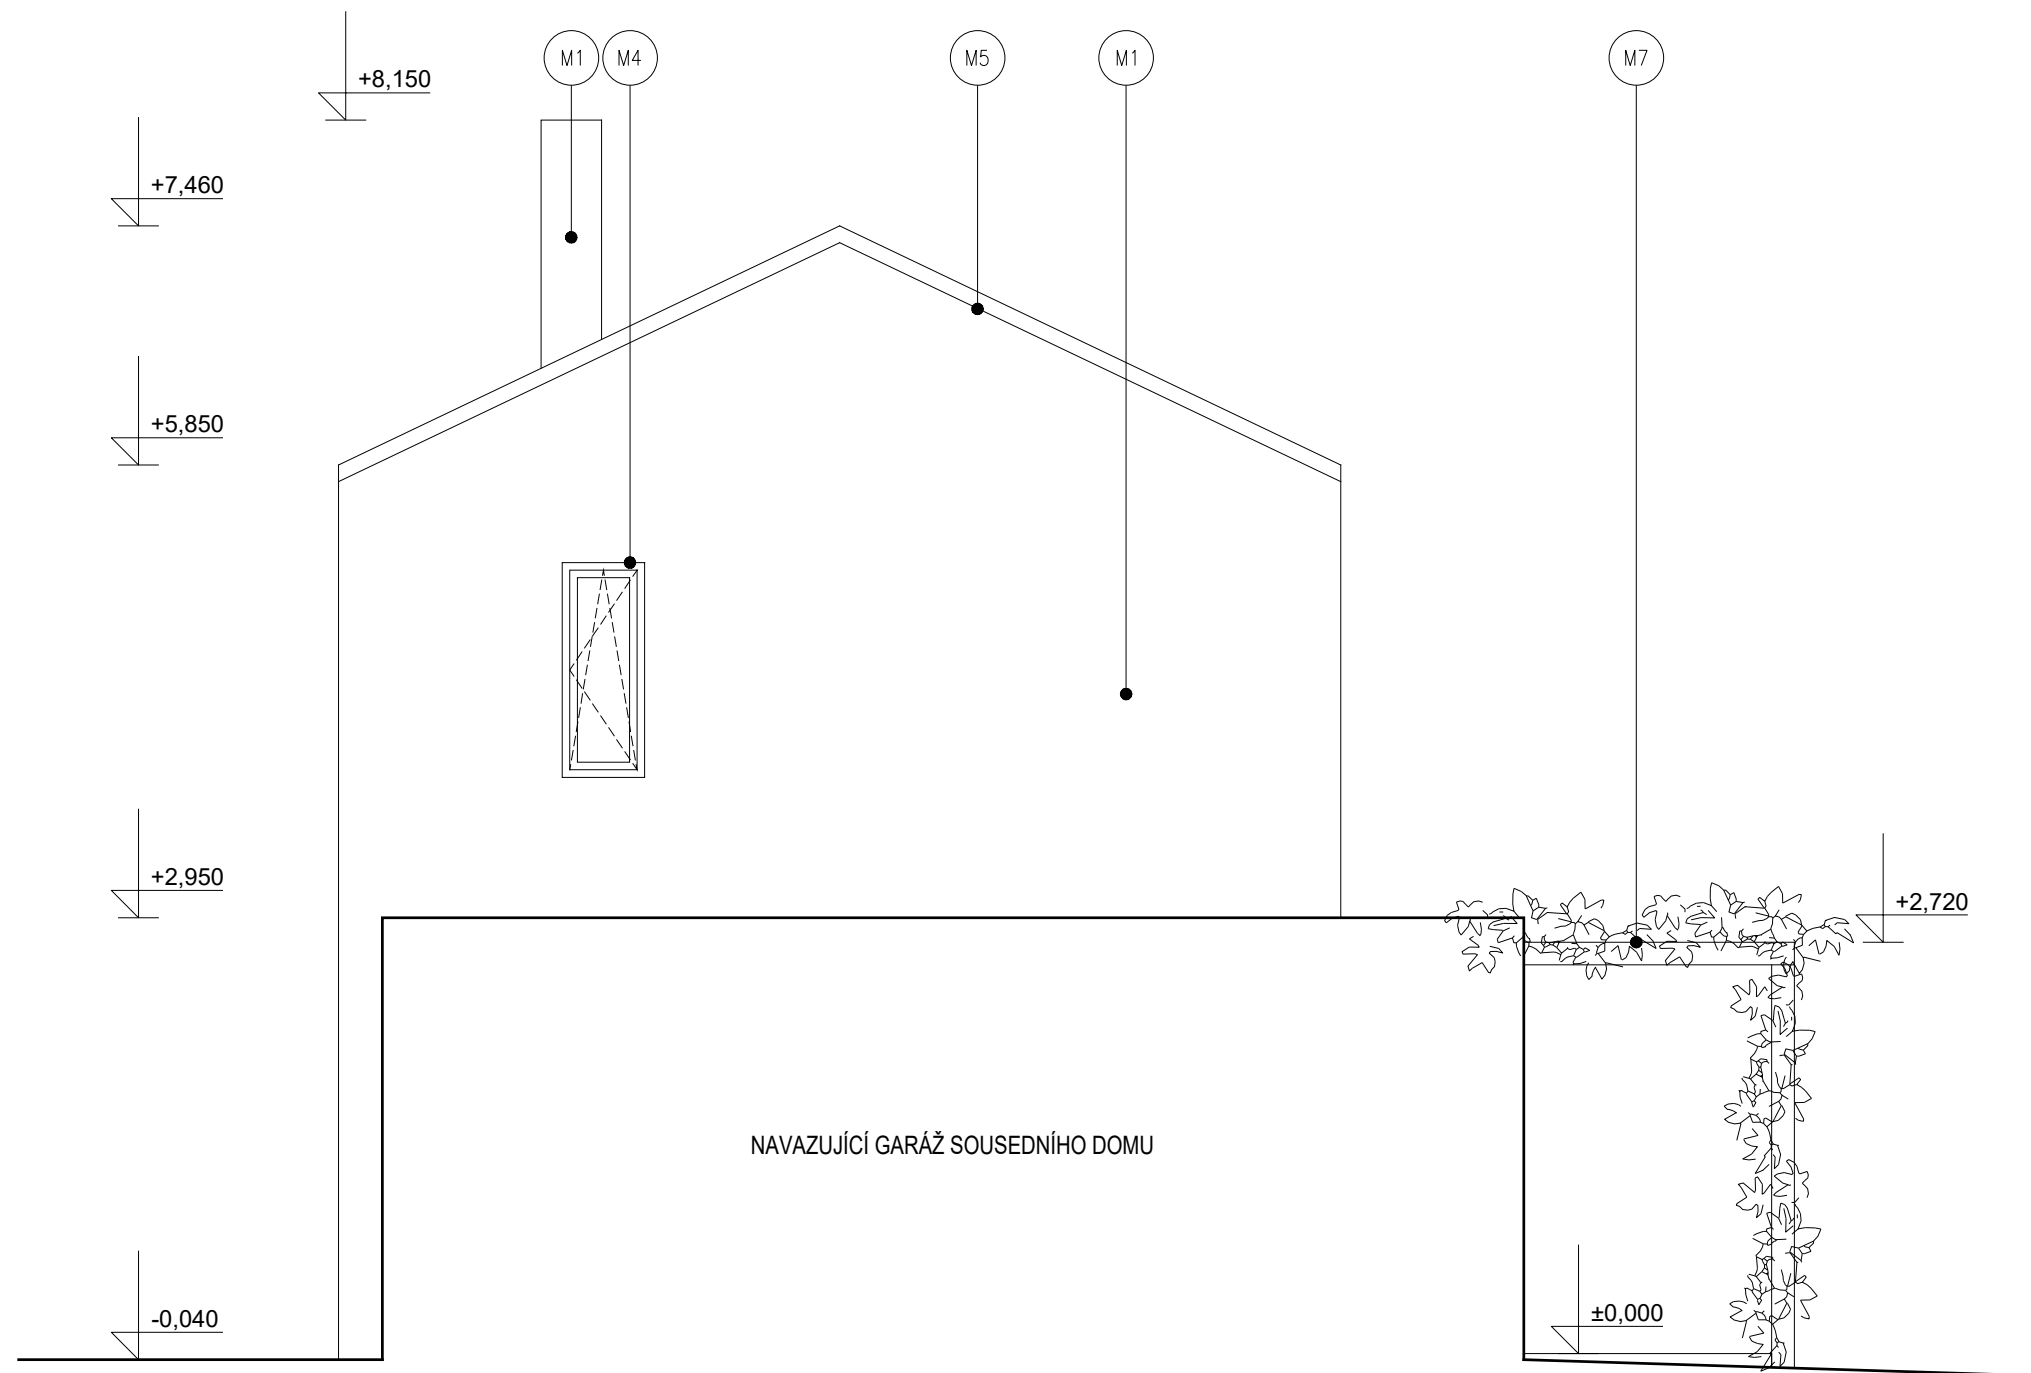 M1
M4
M5
M1
M7
+8,150
+7,460
+5,850
+2,950
+2,720
NAVAZUJÍCÍ GARÁŽ SOUSEDNÍHO DOMU
-0,040
±0,000